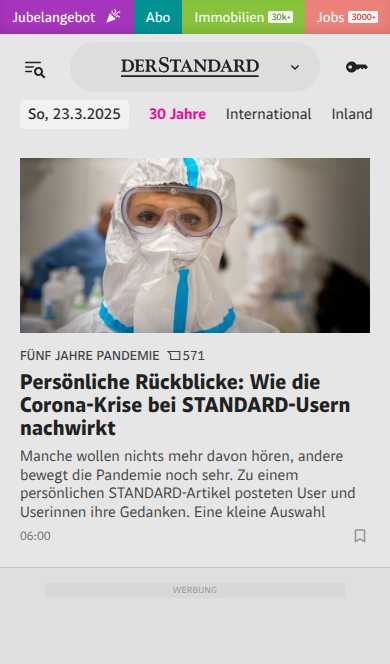 Jubelangebot
Abo
Immobilien 30k+
Jobs 3000+
DERSTANDARD
So, 23.3.2025
30 Jahre
International
Inland
FÜNF JAHRE PANDEMIE 571
Persönliche Rückblicke: Wie die
Corona-Krise bei STANDARD-Usern
nachwirkt
Manche wollen nichts mehr davon hören, andere
bewegt die Pandemie noch sehr. Zu einem
persönlichen STANDARD-Artikel posteten User und
Userinnen ihre Gedanken. Eine kleine Auswahl
06:00
WERBUNG